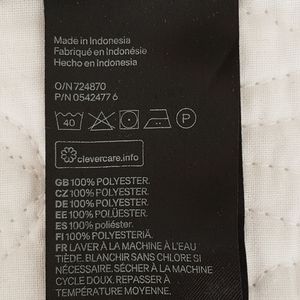 Made in Indonesia
Fabriqué en Indonésie
Hecho en Indonesia
O/N 724870
P/N 0542477 6
40
P
clevercare.info
GB 100% POLYESTER.
CZ 100% POLYESTER.
DE 100% POLYESTER.
EE 100% POLÜESTER.
ES 100% poliéster.
FI 100% POLYESTERIÄ.
FR LAVER À LA MACHINE À L'EAU
TIÈDE. BLANCHIR SANS CHLORE SI
NÉCESSAIRE. SÉCHER À LA MACHINE
CYCLE DOUX. REPASSER À
TEMPÉRATURE MOYENNE.